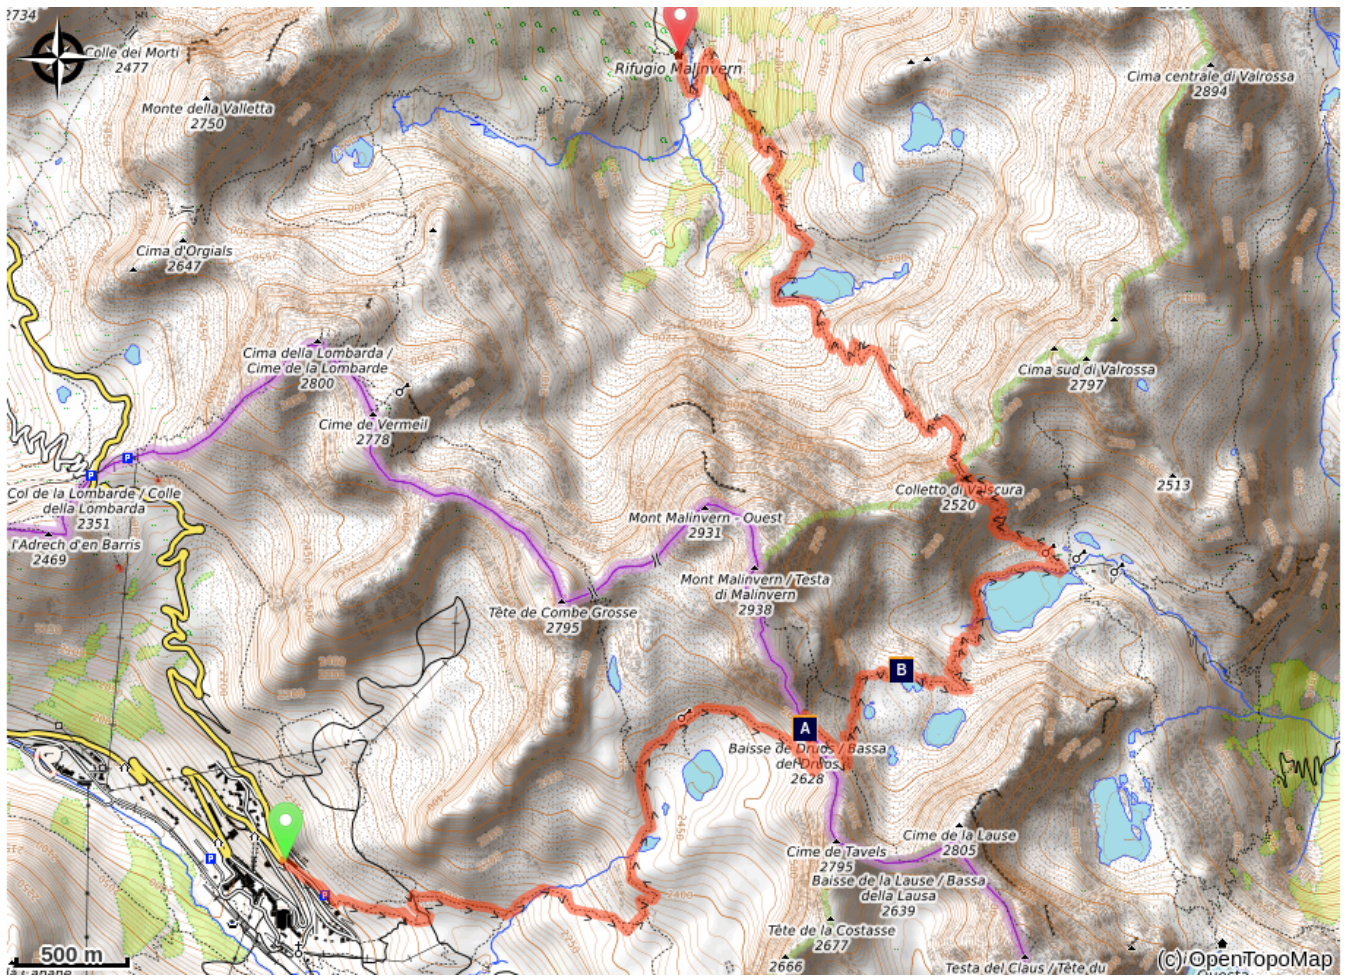 2734
Colle dei Morti
2477
Monte della Valletta
2750
Rifugio Malinvern
Cima centrale di Valrossa
2894
Cima d'Orgials
2647
Cima della Lombarda /
Cime de la Lombarde
2800
Cime de Vermeil
2778
Cima sud di Valrossa
2797
Col de la Lombarde / Colle
della Lombarda
2351
l'Adrech d'en Barris
2469
Colletto di Valscura
2520
2513
Mont Malinvern - Ouest
2931
Mont Malinvern / Testa
di Malinvern
2938
Tête de Combe Grosse
2795
B
A
Baisse de Druos / Bassa
del Druos
2628
Cime de la Lause
2805
Cime de Tavels
2795
Baisse de la Lause / Bassa
della Lausa
2639
Tête de la Costasse
2677
2666
Testa del Claus / Tête du
P
P
P
P
500 m
(c) OpenTopoMap